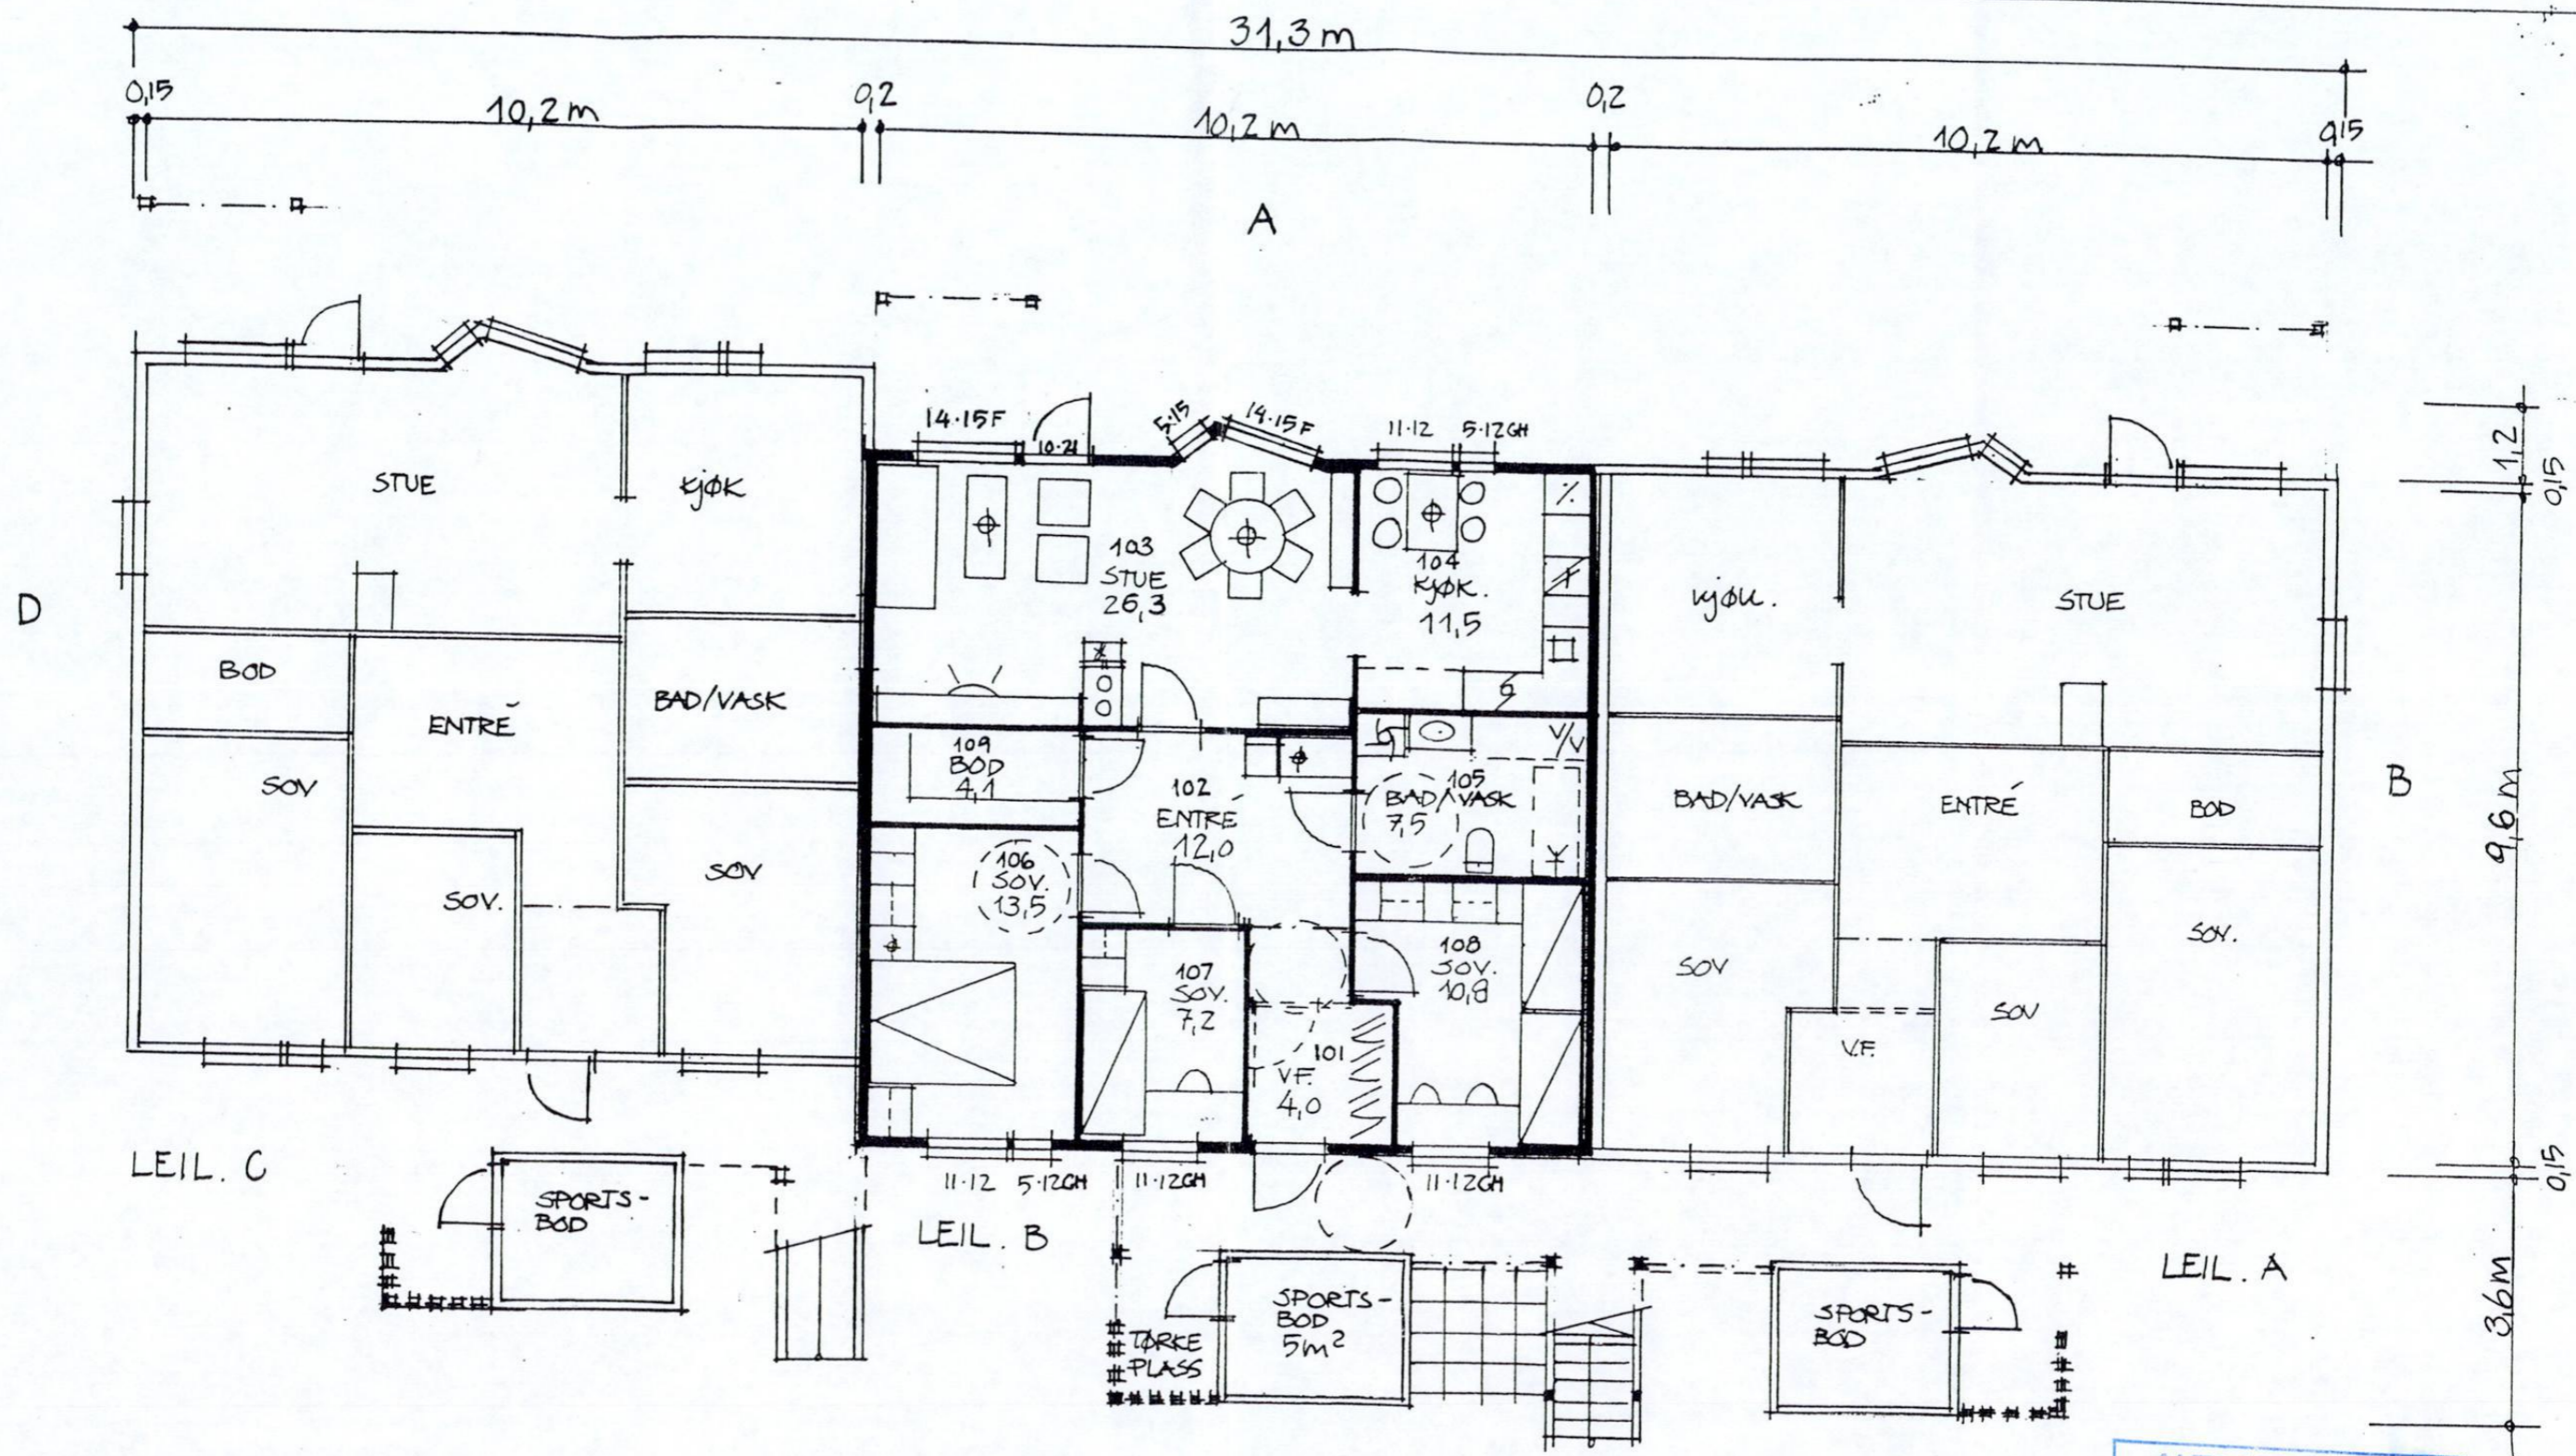 31,3 m
0,15
10,2 m
0,2
10,2 m
0,2
10,2 m
0,15
A
D
B
1,2
0,15
9,6 m
0,15
3,6 m
STUE
KJØK
BOD
ENTRÉ
BAD/VASK
SOV
SOV.
SOV
LEIL. C
SPORTS-
BOD
14·15F
10·21
5·15
14·15F
11·12
5·12GH
103
STUE
26,3
104
KJØK.
11,5
109
BOD
4,1
102
ENTRÉ
12,0
V/V
105
BAD/VASK
7,5
106
SOV.
13,5
107
SOV.
7,2
108
SOV.
10,8
101
V.F.
4,0
11·12
5·12GH
11·12GH
11·12GH
LEIL. B
TØRKE
PLASS
SPORTS-
BOD
5m²
KJØK.
STUE
BAD/VASK
ENTRÉ
BOD
SOV
V.F.
SOV
SOV.
LEIL. A
SPORTS-
BOD